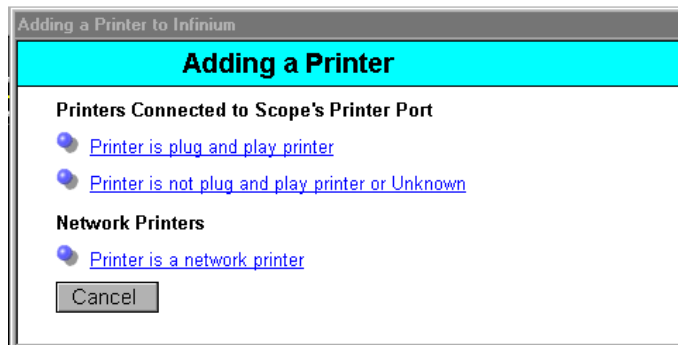 Adding a Printer to Infinium
Adding a Printer
Printers Connected to Scope's Printer Port
Printer is plug and play printer
Printer is not plug and play printer or Unknown
Network Printers
Printer is a network printer
Cancel